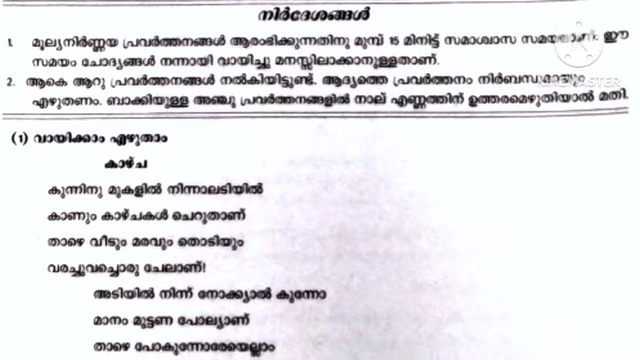 നിർദേശങ്ങൾ
1. മൂല്യനിർണ്ണയ പ്രവർത്തനങ്ങൾ ആരംഭിക്കുന്നതിനു മുമ്പ് 15 മിനിട്ട് സമാശ്വാസ സമയമാണ്. ഈ
സമയം ചോദ്യങ്ങൾ നന്നായി വായിച്ചു മനസ്സിലാക്കാനുള്ളതാണ്.
2. ആകെ ആറു പ്രവർത്തനങ്ങൾ നൽകിയിട്ടുണ്ട്. ആദ്യത്തെ പ്രവർത്തനം നിർബന്ധമായും
എഴുതണം. ബാക്കിയുള്ള അഞ്ചു പ്രവർത്തനങ്ങളിൽ നാല് എണ്ണത്തിന് ഉത്തരമെഴുതിയാൽ മതി.
(1) വായിക്കാം എഴുതാം
കാഴ്ച
കുന്നിനു മുകളിൽ നിന്നാലടിയിൽ
കാണും കാഴ്ചകൾ ചെറുതാണ്
താഴെ വീടും മരവും തൊടിയും
വരച്ചുവച്ചൊരു ചേലാണ്!
അടിയിൽ നിന്ന് നോക്ക്യാൽ കുന്നോ
മാനം മുട്ടണ പോല്യാണ്
താഴെ പോകുന്നോരേയെല്ലാം